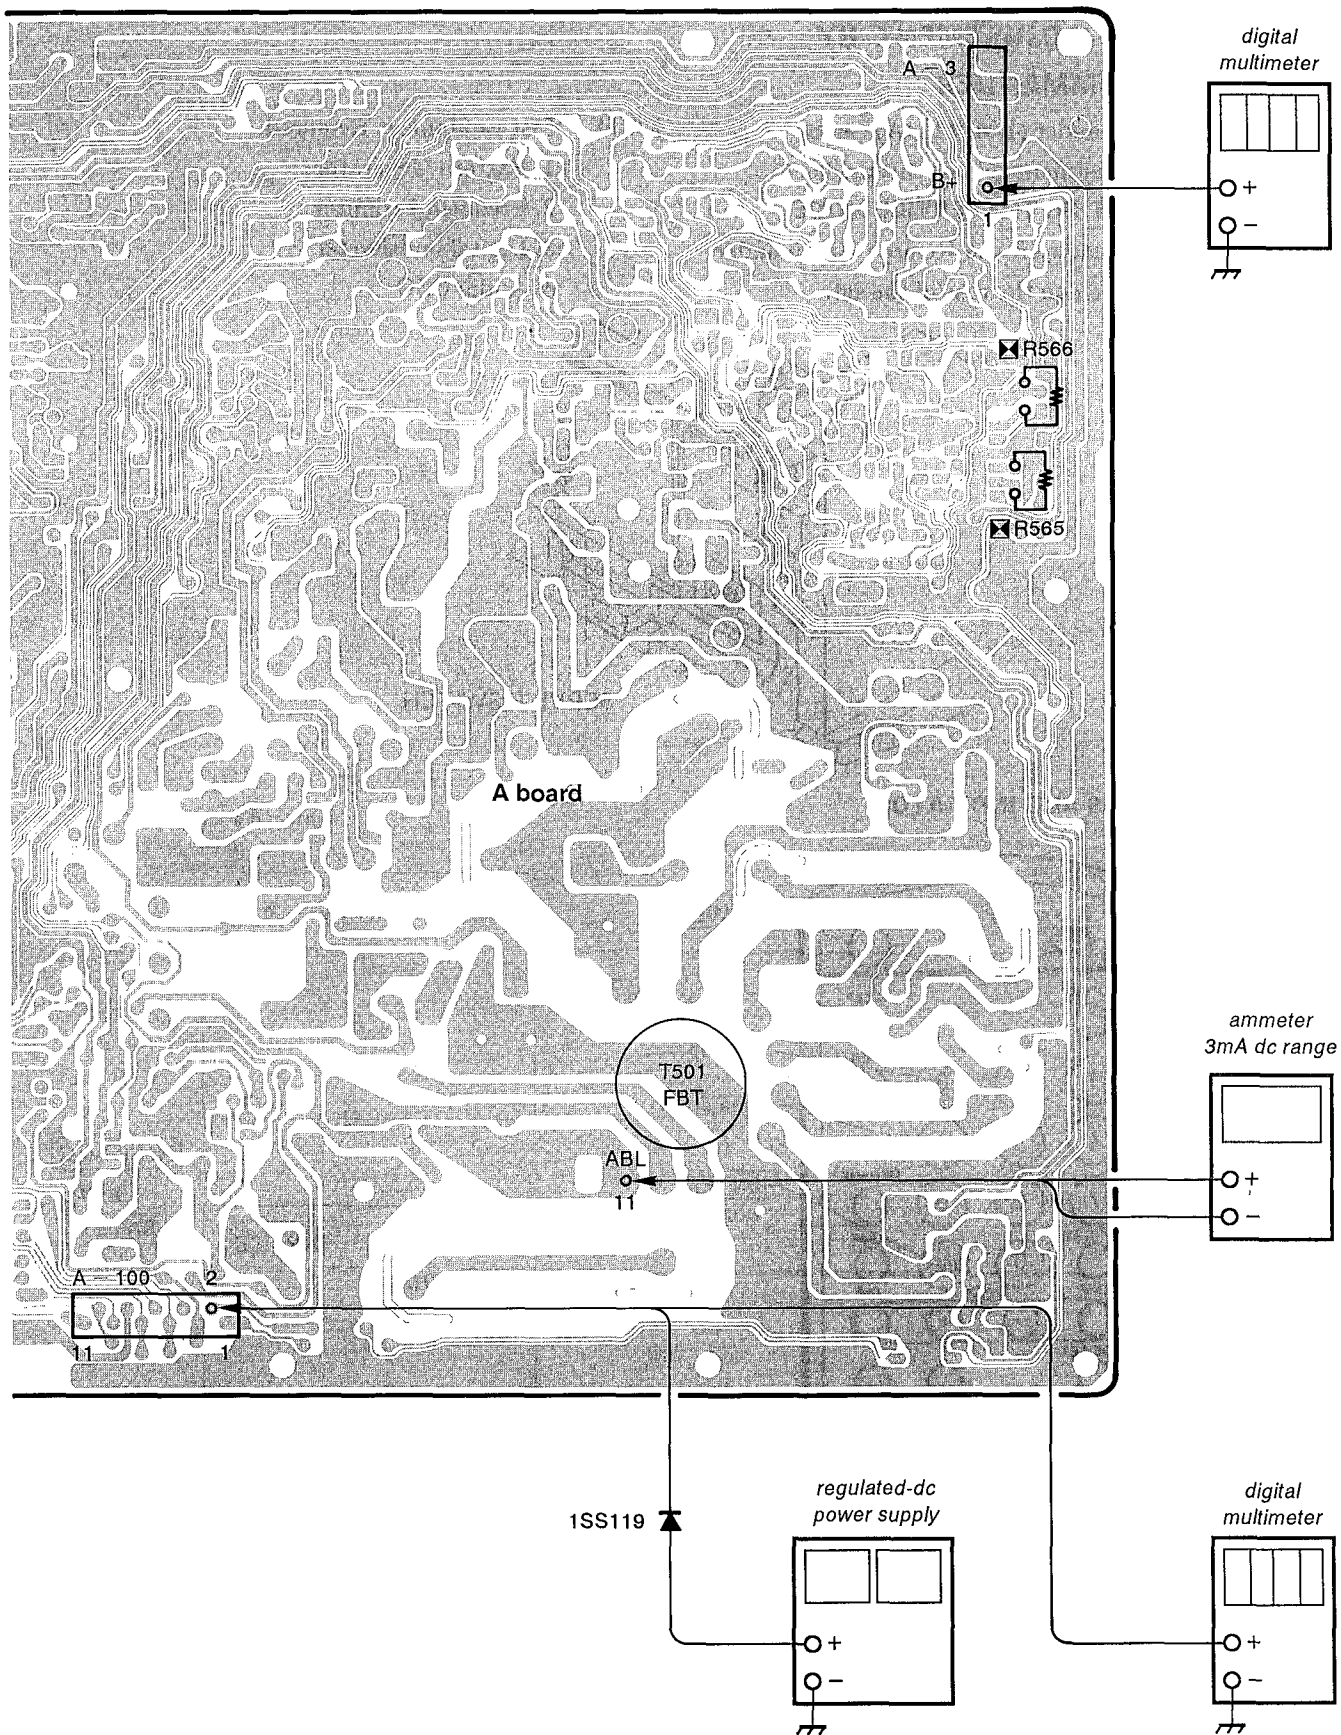 digital
multimeter
A — 3
B+
+
−
1
R566
R565
A board
T501
FBT
ammeter
3mA dc range
ABL
11
+
−
A — 100 2
11 1
1SS119
regulated-dc
power supply
+
−
digital
multimeter
+
−